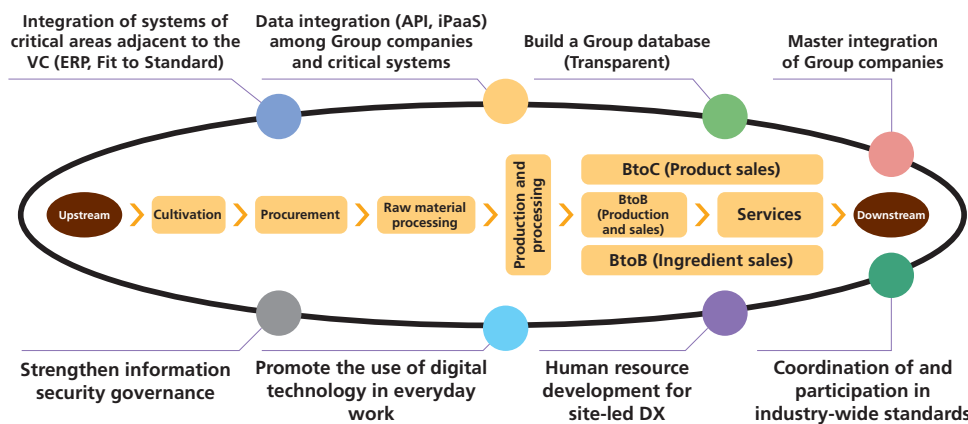 Integration of systems of
critical areas adjacent to the
VC (ERP, Fit to Standard)
Data integration (API, iPaaS)
among Group companies
and critical systems
Build a Group database
(Transparent)
Master integration
of Group companies
Upstream
Cultivation
Procurement
Raw material
processing
Production and
processing
BtoC (Product sales)
BtoB
(Production
and sales)
Services
BtoB (Ingredient sales)
Downstream
Strengthen information
security governance
Promote the use of digital
technology in everyday
work
Human resource
development for
site-led DX
Coordination of and
participation in
industry-wide standards